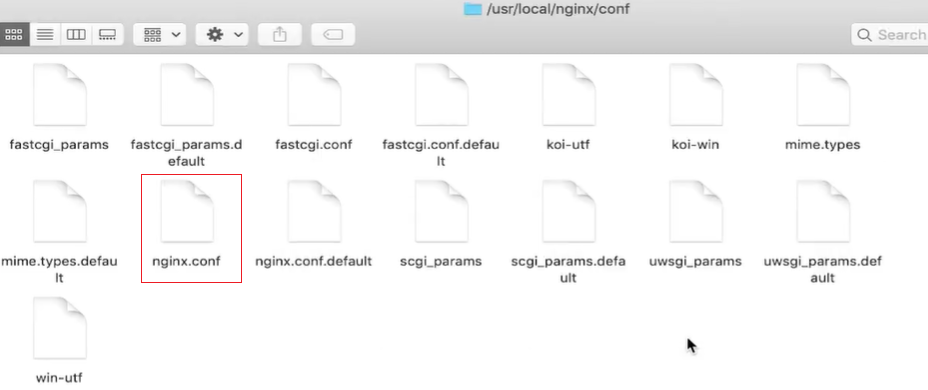 /usr/local/nginx/conf
Search
fastcgi_params
fastcgi_params.d
efault
fastcgi.conf
fastcgi.conf.defau
lt
koi-utf
koi-win
mime.types
mime.types.defau
lt
nginx.conf
nginx.conf.default
scgi_params
scgi_params.defa
ult
uwsgi_params
uwsgi_params.def
ault
win-utf